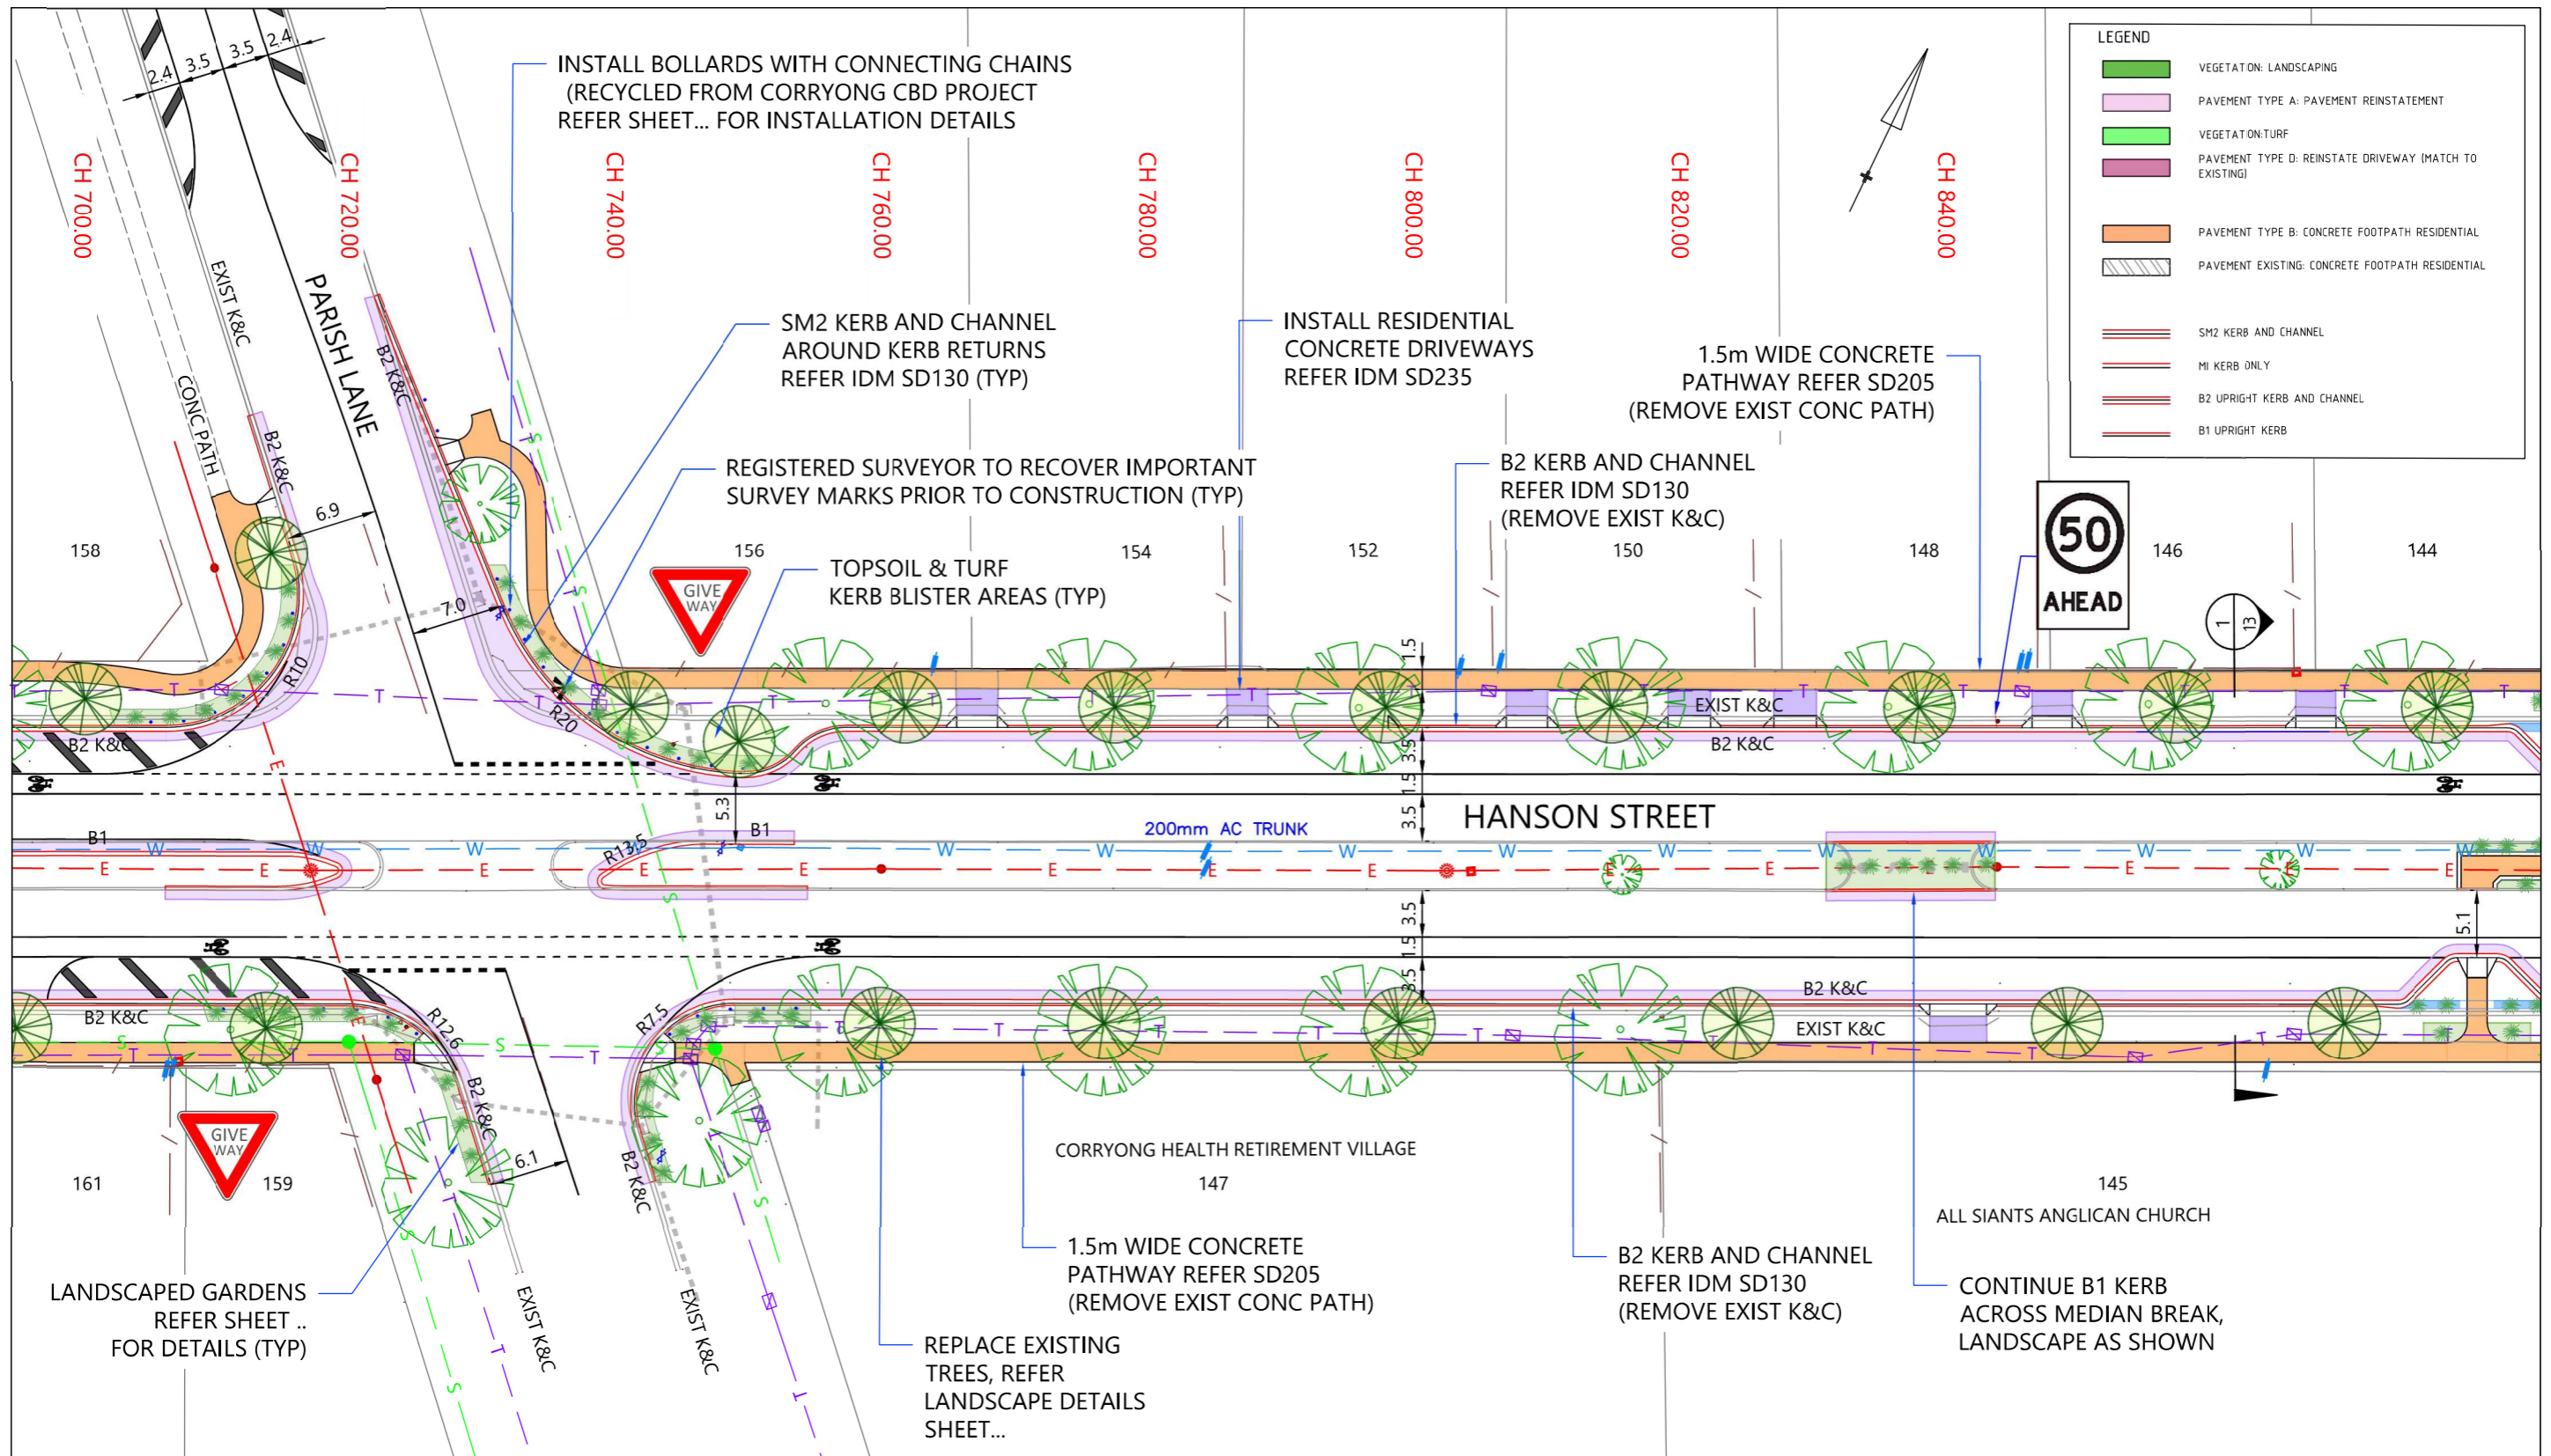 LEGEND
VEGETATION: LANDSCAPING
PAVEMENT TYPE A: PAVEMENT REINSTATEMENT
VEGETATION:TURF
PAVEMENT TYPE D: REINSTATE DRIVEWAY (MATCH TO
EXISTING)
PAVEMENT TYPE B: CONCRETE FOOTPATH RESIDENTIAL
PAVEMENT EXISTING: CONCRETE FOOTPATH RESIDENTIAL
SM2 KERB AND CHANNEL
MI KERB ONLY
B2 UPRIGHT KERB AND CHANNEL
B1 UPRIGHT KERB
2.4
3.5
3.5
2.4
INSTALL BOLLARDS WITH CONNECTING CHAINS
(RECYCLED FROM CORRYONG CBD PROJECT
REFER SHEET... FOR INSTALLATION DETAILS
CH 700.00
CH 720.00
CH 740.00
CH 760.00
CH 780.00
CH 800.00
CH 820.00
CH 840.00
EXIST K&C
PARISH LANE
CONC PATH
B2 K&C
B2 K&C
SM2 KERB AND CHANNEL
AROUND KERB RETURNS
REFER IDM SD130 (TYP)
INSTALL RESIDENTIAL
CONCRETE DRIVEWAYS
REFER IDM SD235
1.5m WIDE CONCRETE
PATHWAY REFER SD205
(REMOVE EXIST CONC PATH)
REGISTERED SURVEYOR TO RECOVER IMPORTANT
SURVEY MARKS PRIOR TO CONSTRUCTION (TYP)
B2 KERB AND CHANNEL
REFER IDM SD130
(REMOVE EXIST K&C)
6.9
7.0
158
156
154
152
150
148
146
144
50
AHEAD
1
13
GIVE
WAY
TOPSOIL & TURF
KERB BLISTER AREAS (TYP)
R10
R20
1.5
EXIST K&C
B2 K&C
B2 K&C
3.5
1.5
3.5
5.3
HANSON STREET
200mm AC TRUNK
B1
B1
R13.5
3.5
1.5
3.5
5.1
B2 K&C
B2 K&C
EXIST K&C
R12.6
R7.5
B2 K&C
B2 K&C
6.1
GIVE
WAY
161
159
CORRYONG HEALTH RETIREMENT VILLAGE
147
145
ALL SIANTS ANGLICAN CHURCH
LANDSCAPED GARDENS
REFER SHEET ..
FOR DETAILS (TYP)
EXIST K&C
EXIST K&C
1.5m WIDE CONCRETE
PATHWAY REFER SD205
(REMOVE EXIST CONC PATH)
REPLACE EXISTING
TREES, REFER
LANDSCAPE DETAILS
SHEET...
B2 KERB AND CHANNEL
REFER IDM SD130
(REMOVE EXIST K&C)
CONTINUE B1 KERB
ACROSS MEDIAN BREAK,
LANDSCAPE AS SHOWN